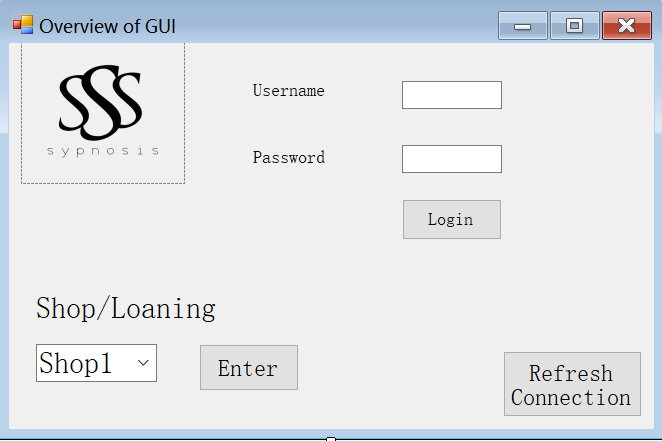 Overview of GUI
SSS
sypnosis
Username
Password
Login
Shop/Loaning
Shop1
Enter
Refresh
Connection